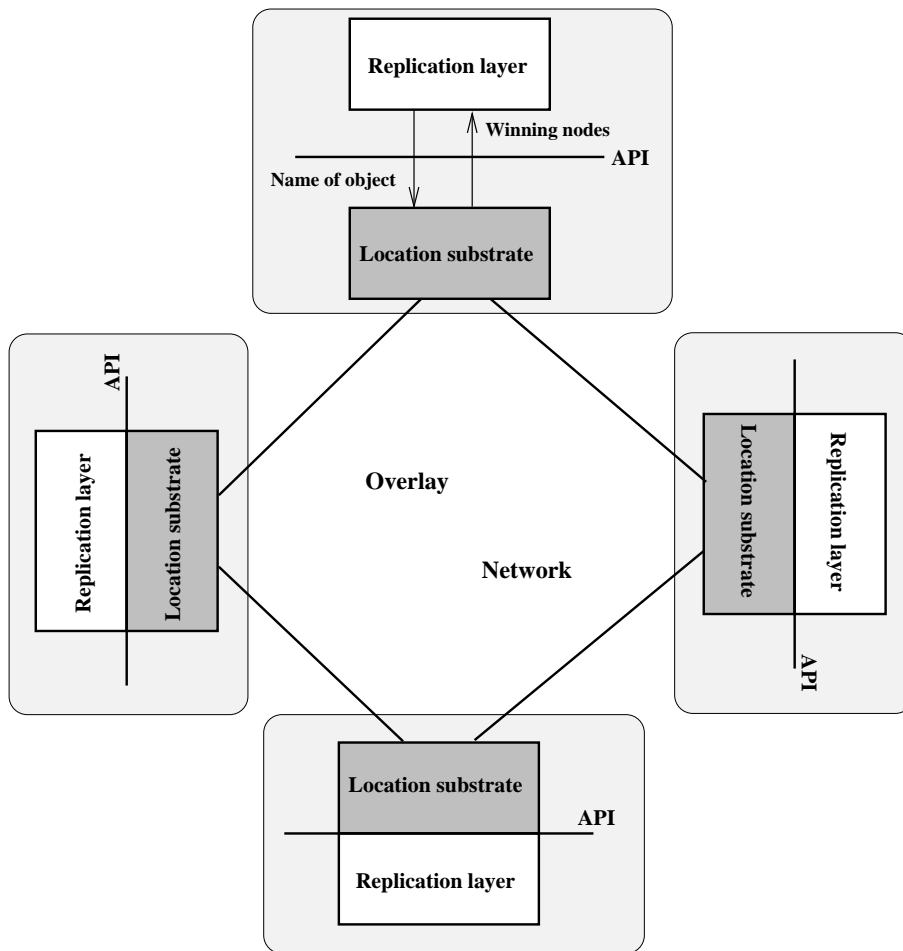 Replication layer
Winning nodes
API
Name of object
Location substrate
API
Replication layer
Location substrate
Overlay
Network
Location substrate
Replication layer
API
Location substrate
API
Replication layer